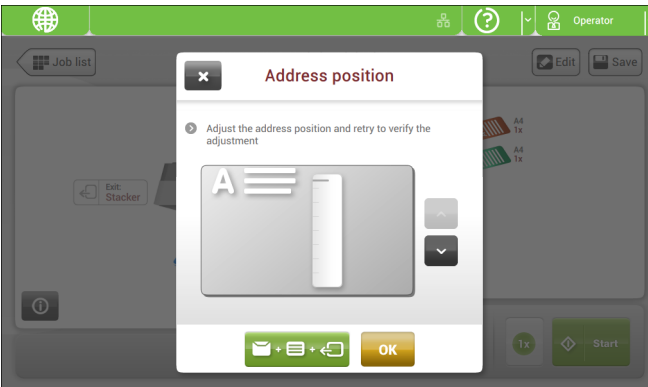 Operator
Job list
Edit
Save
Address position
Adjust the address position and retry to verify the
adjustment
A
A4
1x
A4
1x
Exit:
Stacker
OK
1x
Start